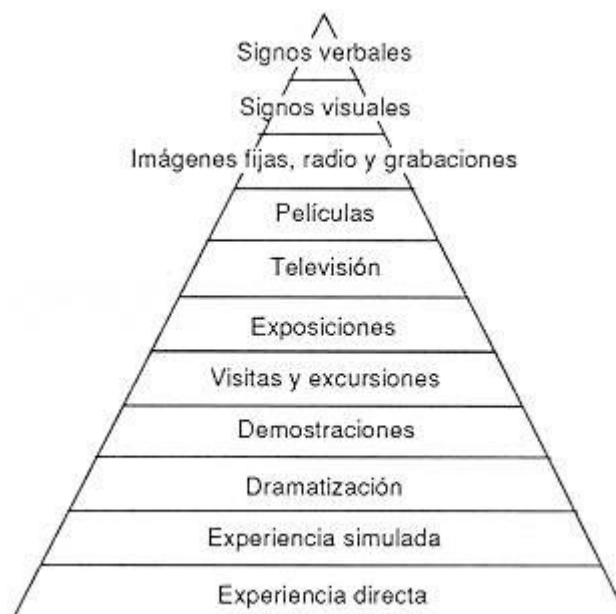 Signos verbales
Signos visuales
Imágenes fijas, radio y grabaciones
Películas
Televisión
Exposiciones
Visitas y excursiones
Demostraciones
Dramatización
Experiencia simulada
Experiencia directa